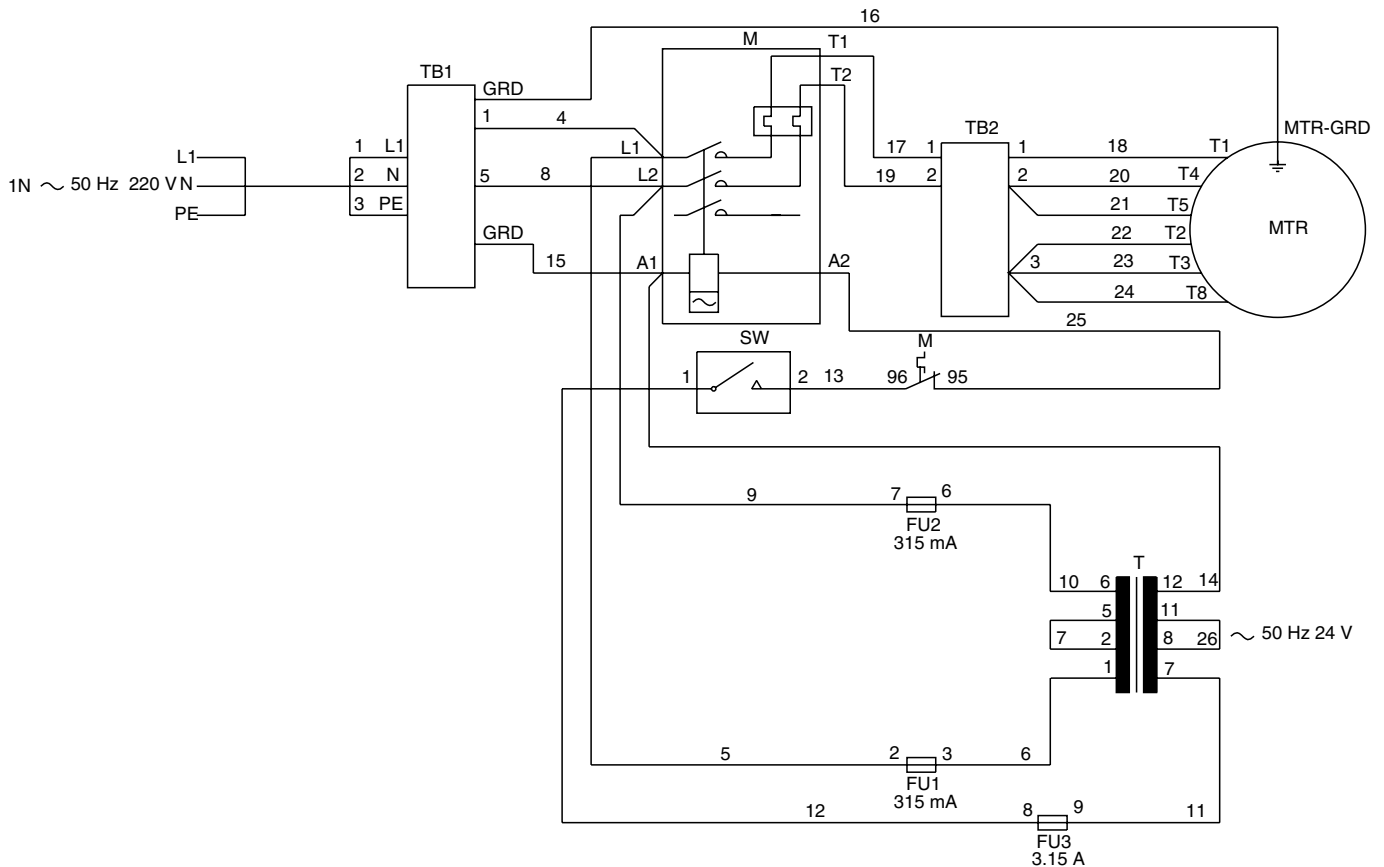 16
M
T1
TB1
GRD
T2
1
4
TB2
MTR-GRD
L1
1
L1
L1
17
1
1
18
T1
1N ~ 50 Hz 220 V N
2
N
5
8
L2
19
2
2
20
T4
PE
3
PE
21
T5
MTR
GRD
22
T2
15
A1
A2
3
23
T3
24
T8
25
SW
M
1
2
13
96
95
9
7
6
FU2
315 mA
T
10
6
12
14
5
11
7
2
8
26
~ 50 Hz 24 V
1
7
5
2
3
6
FU1
315 mA
12
8
9
11
FU3
3.15 A